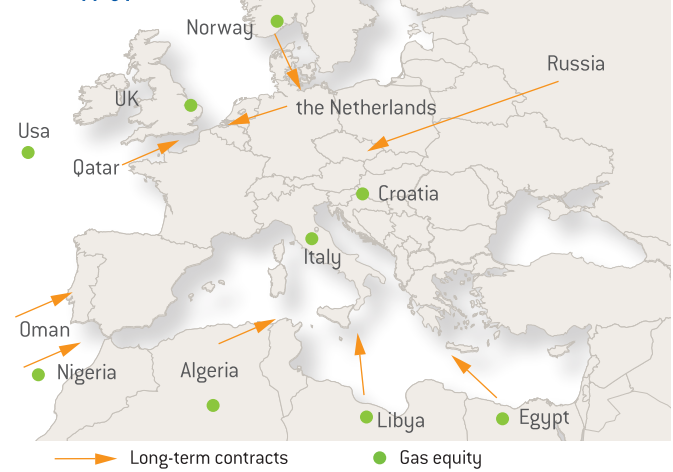 Norway
Russia
UK
the Netherlands
Usa
Qatar
Croatia
Italy
Oman
Nigeria
Algeria
Libya
Egypt
Long-term contracts
Gas equity